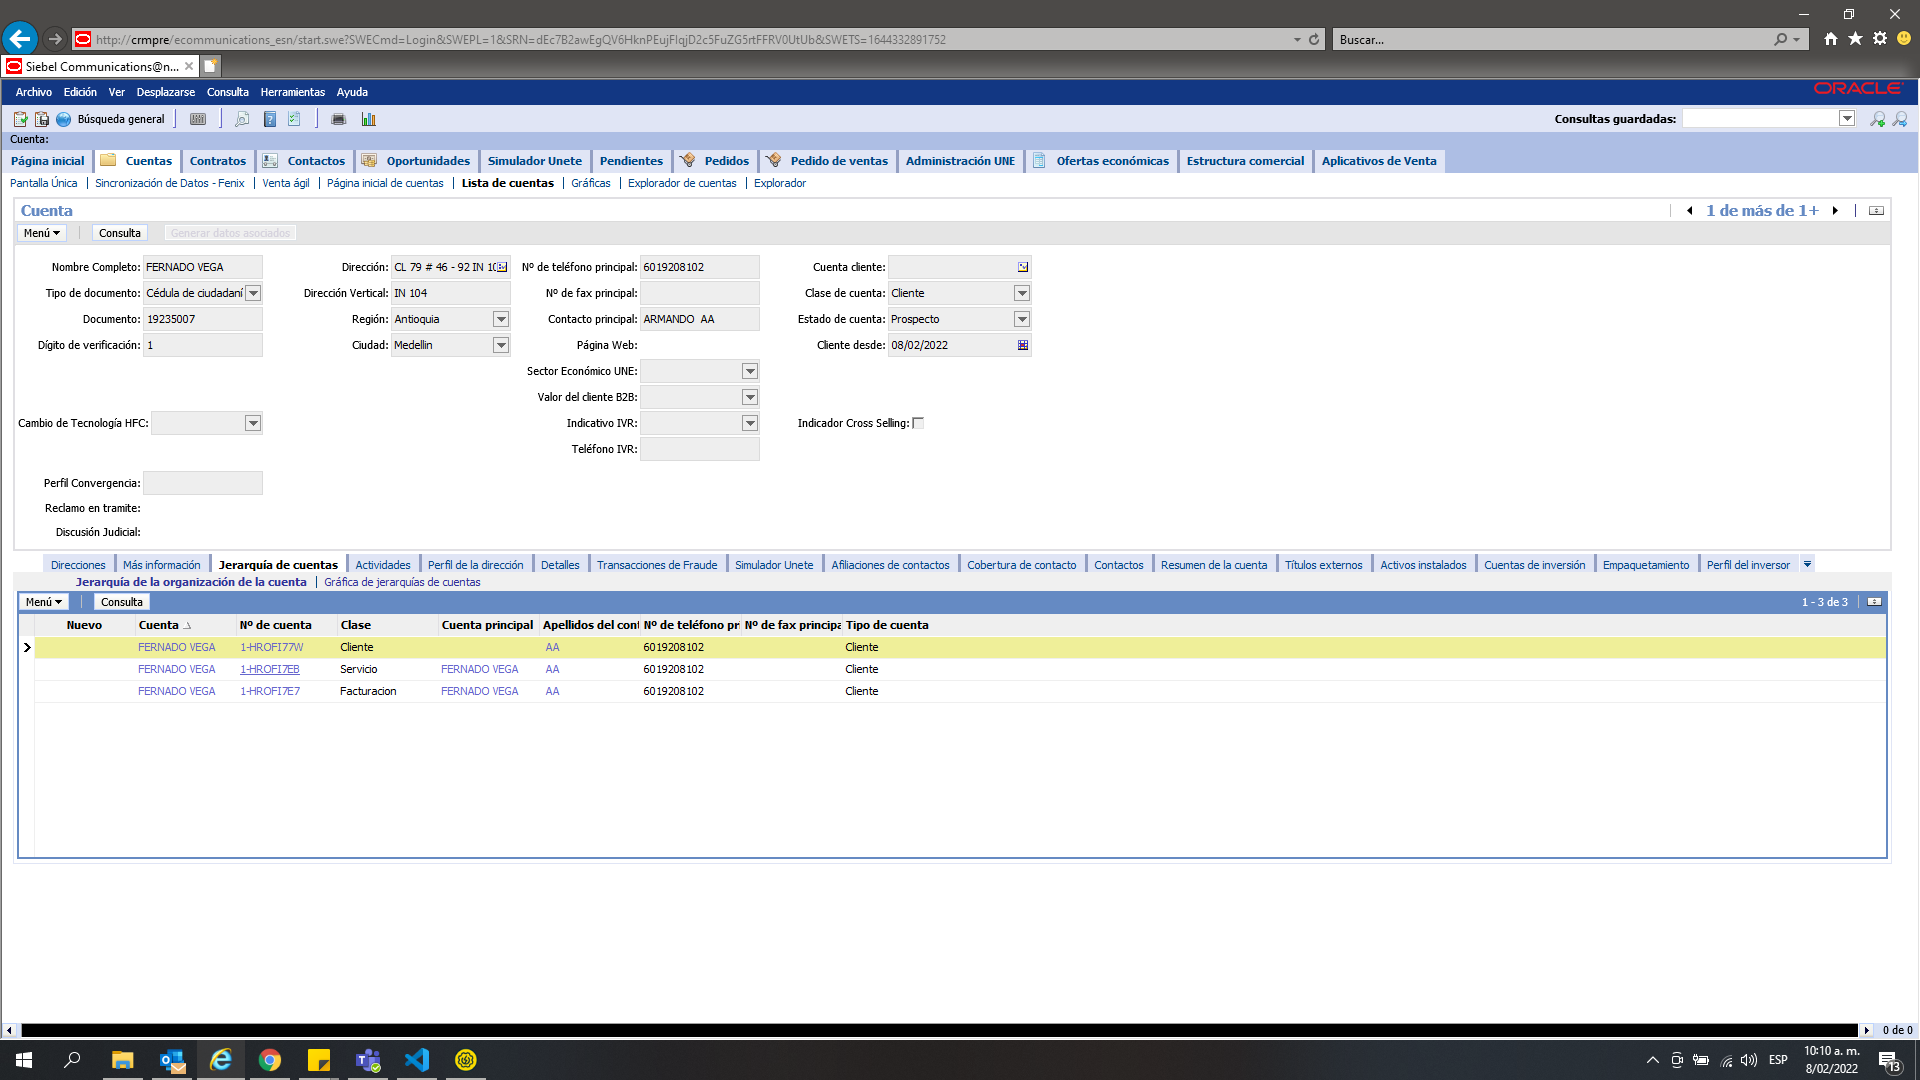 http://crmpre/ecommunications_esn/start.swe?SWECmd=Login&SWEPL=1&SRN=dEc7B2awEgQV6HknPEujFIqjD2c5FuZG5rtFFRV0UtUb&SWETS=1644332891752
Buscar...
Siebel Communications@n...
Archivo Edición Ver Desplazarse Consulta Herramientas Ayuda
ORACLE
Búsqueda general
Consultas guardadas:
Cuenta:
Página inicial Cuentas Contratos Contactos Oportunidades Simulador Unete Pendientes Pedidos Pedido de ventas Administración UNE Ofertas económicas Estructura comercial Aplicativos de Venta
Pantalla Única Sincronización de Datos - Fenix Venta ágil Página inicial de cuentas Lista de cuentas Gráficas Explorador de cuentas Explorador
Cuenta
1 de más de 1+
Menú Consulta Generar datos asociados
Nombre Completo: FERNADO VEGA Dirección: CL 79 # 46 - 92 IN 10 Nº de teléfono principal: 6019208102 Cuenta cliente:
Tipo de documento: Cédula de ciudadaní Dirección Vertical: IN 104 Nº de fax principal: Clase de cuenta: Cliente
Documento: 19235007 Región: Antioquia Contacto principal: ARMANDO AA Estado de cuenta: Prospecto
Dígito de verificación: 1 Ciudad: Medellin Página Web: Cliente desde: 08/02/2022
Sector Económico UNE:
Valor del cliente B2B:
Cambio de Tecnología HFC: Indicativo IVR: Indicador Cross Selling:
Teléfono IVR:
Perfil Convergencia:
Reclamo en tramite:
Discusión Judicial:
Direcciones Más información Jerarquía de cuentas Actividades Perfil de la dirección Detalles Transacciones de Fraude Simulador Unete Afiliaciones de contactos Cobertura de contacto Contactos Resumen de la cuenta Títulos externos Activos instalados Cuentas de inversión Empaquetamiento Perfil del inversor
Jerarquía de la organización de la cuenta Gráfica de jerarquías de cuentas
Menú Consulta 1 - 3 de 3
Nuevo Cuenta Nº de cuenta Clase Cuenta principal Apellidos del cont Nº de teléfono pr Nº de fax principa Tipo de cuenta
FERNADO VEGA 1-HROFI77W Cliente AA 6019208102 Cliente
FERNADO VEGA 1-HROFI7EB Servicio FERNADO VEGA AA 6019208102 Cliente
FERNADO VEGA 1-HROFI7E7 Facturacion FERNADO VEGA AA 6019208102 Cliente
0 de 0
ESP
10:10 a. m.
8/02/2022
13